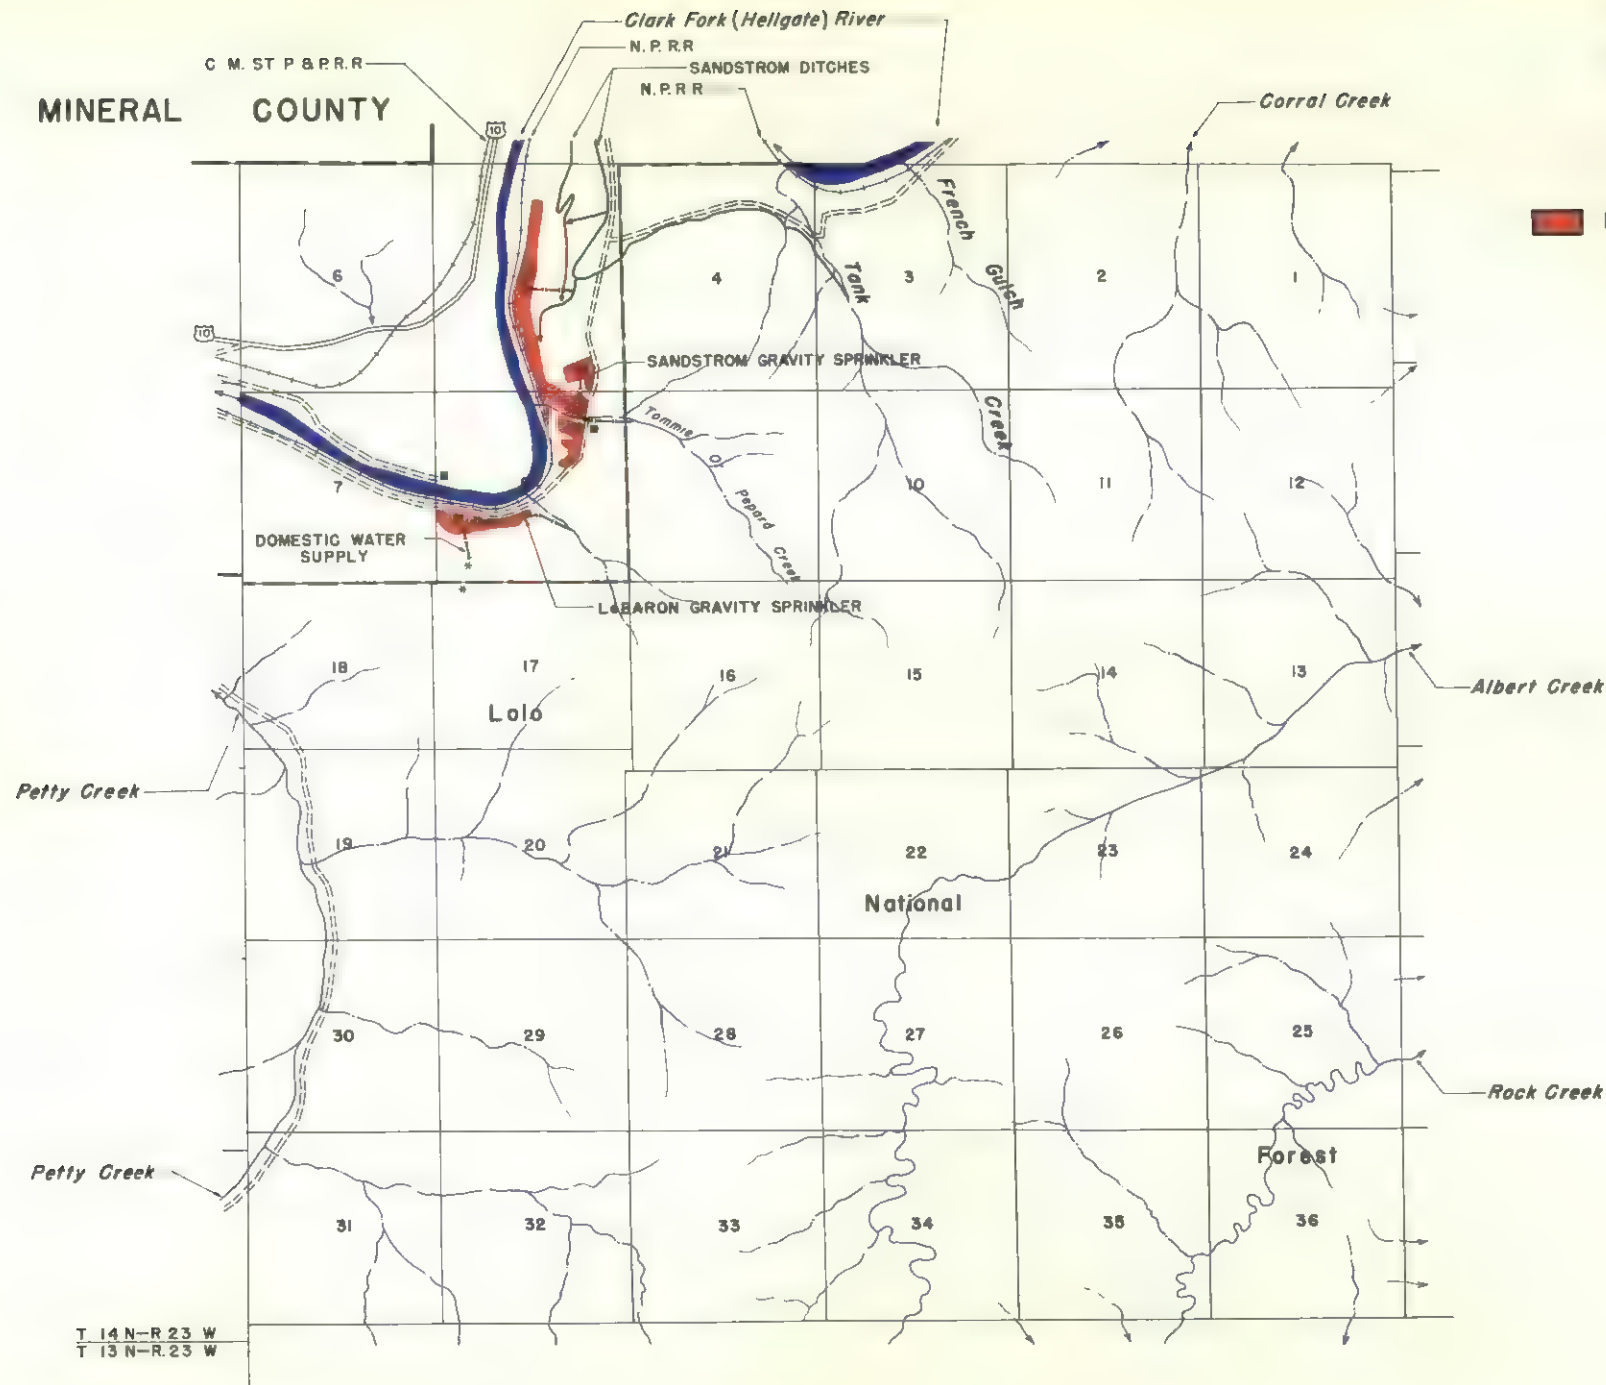 Clark Fork (Hellgate) River
N. P. R.R
C M. ST P & P. R. R
SANDSTROM DITCHES
N. P. R R
MINERAL COUNTY
Corral Creek
10
10
French
Gulch
Tank
Creek
6
4
3
2
1
SANDSTROM GRAVITY SPRINKLER
Tommie
or
Pepard
Creek
7
10
11
12
DOMESTIC WATER
SUPPLY
LeBARON GRAVITY SPRINKLER
18
17
16
15
14
13
Lolo
Albert Creek
Petty Creek
19
20
21
22
23
24
National
30
29
28
27
26
25
Rock Creek
Forest
Petty Creek
31
32
33
34
35
36
T 14 N–R 23 W
T 13 N–R. 23 W